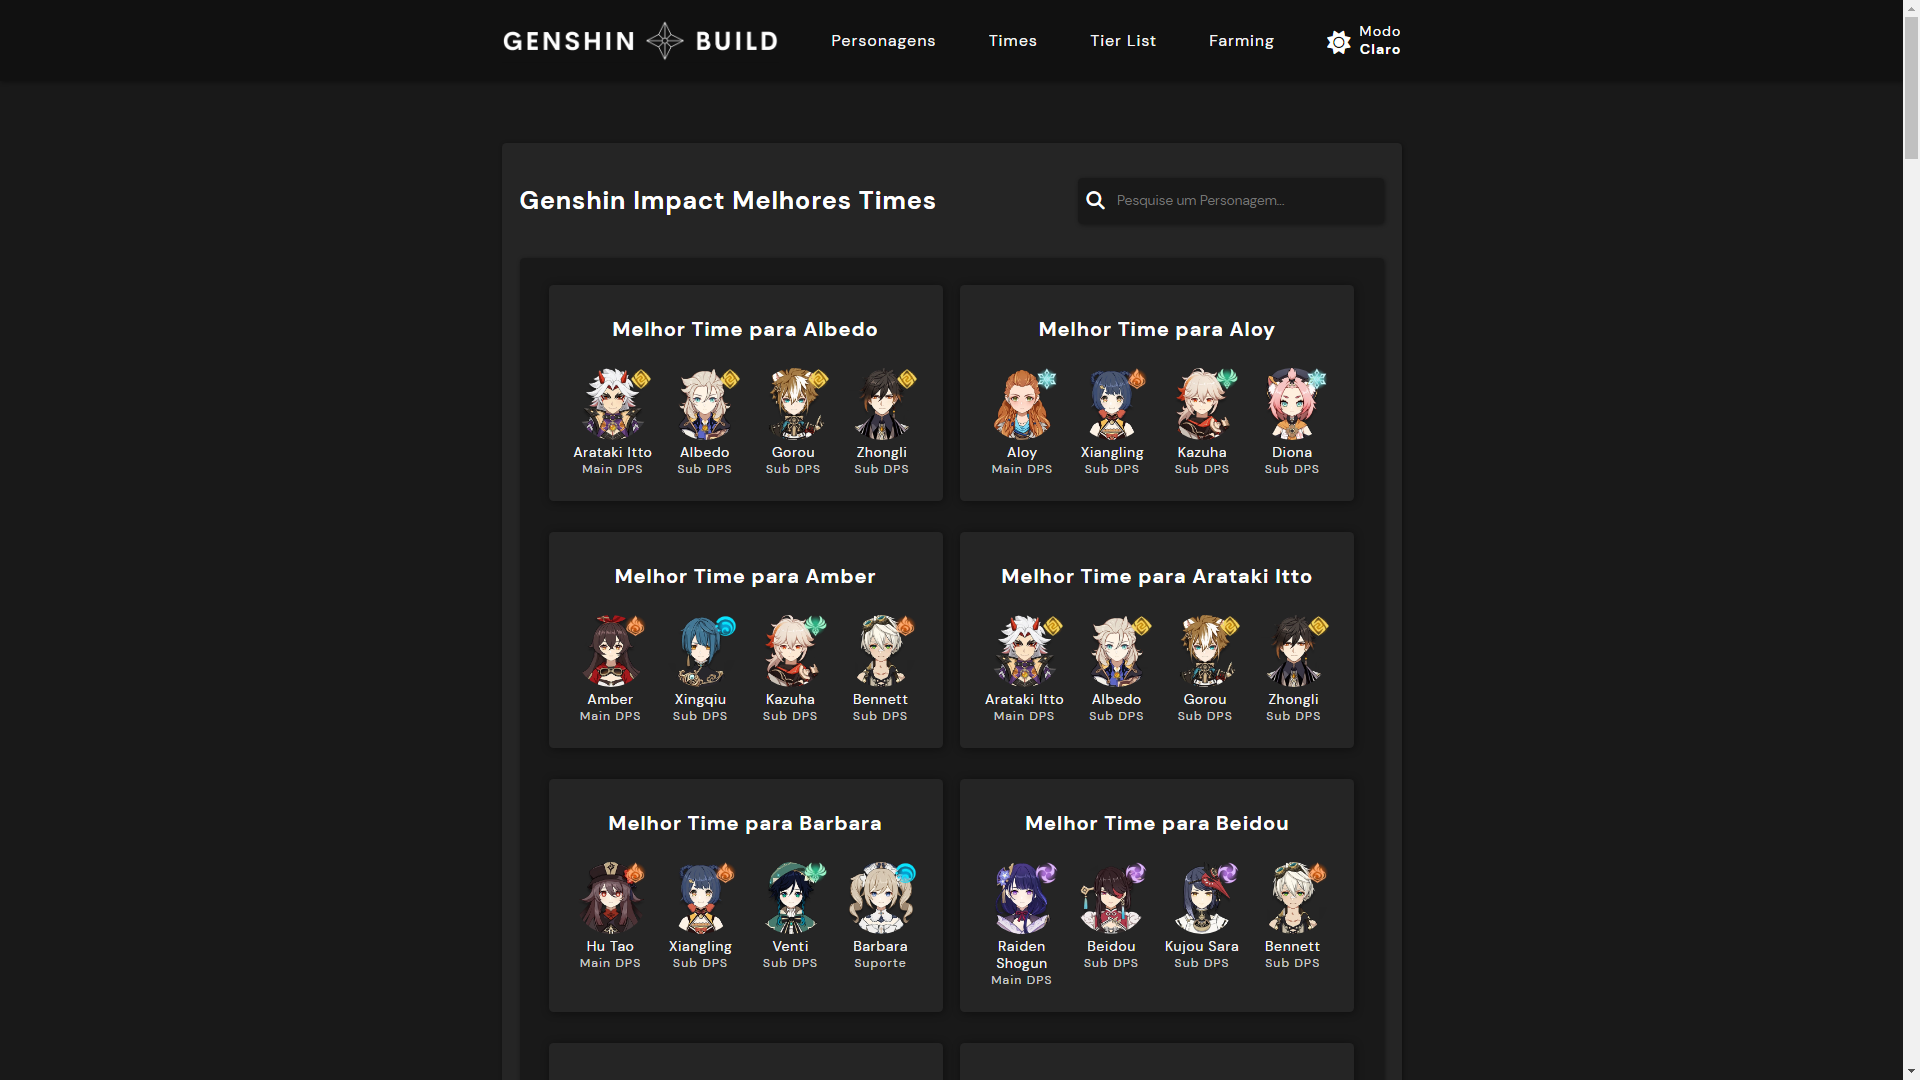 GENSHIN BUILD
Personagens
Times
Tier List
Farming
Modo
Claro
Genshin Impact Melhores Times
Pesquise um Personagem...
Melhor Time para Albedo
Arataki Itto
Main DPS
Albedo
Sub DPS
Gorou
Sub DPS
Zhongli
Sub DPS
Melhor Time para Aloy
Aloy
Main DPS
Xiangling
Sub DPS
Kazuha
Sub DPS
Diona
Sub DPS
Melhor Time para Amber
Amber
Main DPS
Xingqiu
Sub DPS
Kazuha
Sub DPS
Bennett
Sub DPS
Melhor Time para Arataki Itto
Arataki Itto
Main DPS
Albedo
Sub DPS
Gorou
Sub DPS
Zhongli
Sub DPS
Melhor Time para Barbara
Hu Tao
Main DPS
Xiangling
Sub DPS
Venti
Sub DPS
Barbara
Suporte
Melhor Time para Beidou
Raiden
Shogun
Main DPS
Beidou
Sub DPS
Kujou Sara
Sub DPS
Bennett
Sub DPS